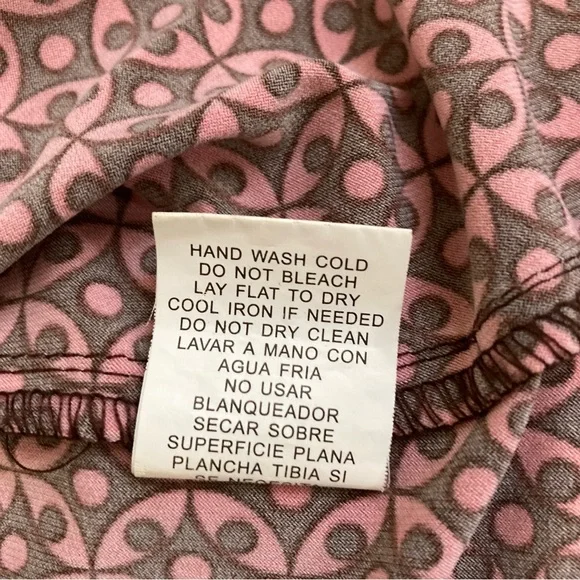 HAND WASH COLD
DO NOT BLEACH
LAY FLAT TO DRY
COOL IRON IF NEEDED
DO NOT DRY CLEAN
LAVAR A MANO CON
AGUA FRIA
NO USAR
BLANQUEADOR
SECAR SOBRE
SUPERFICIE PLANA
PLANCHA TIBIA SI